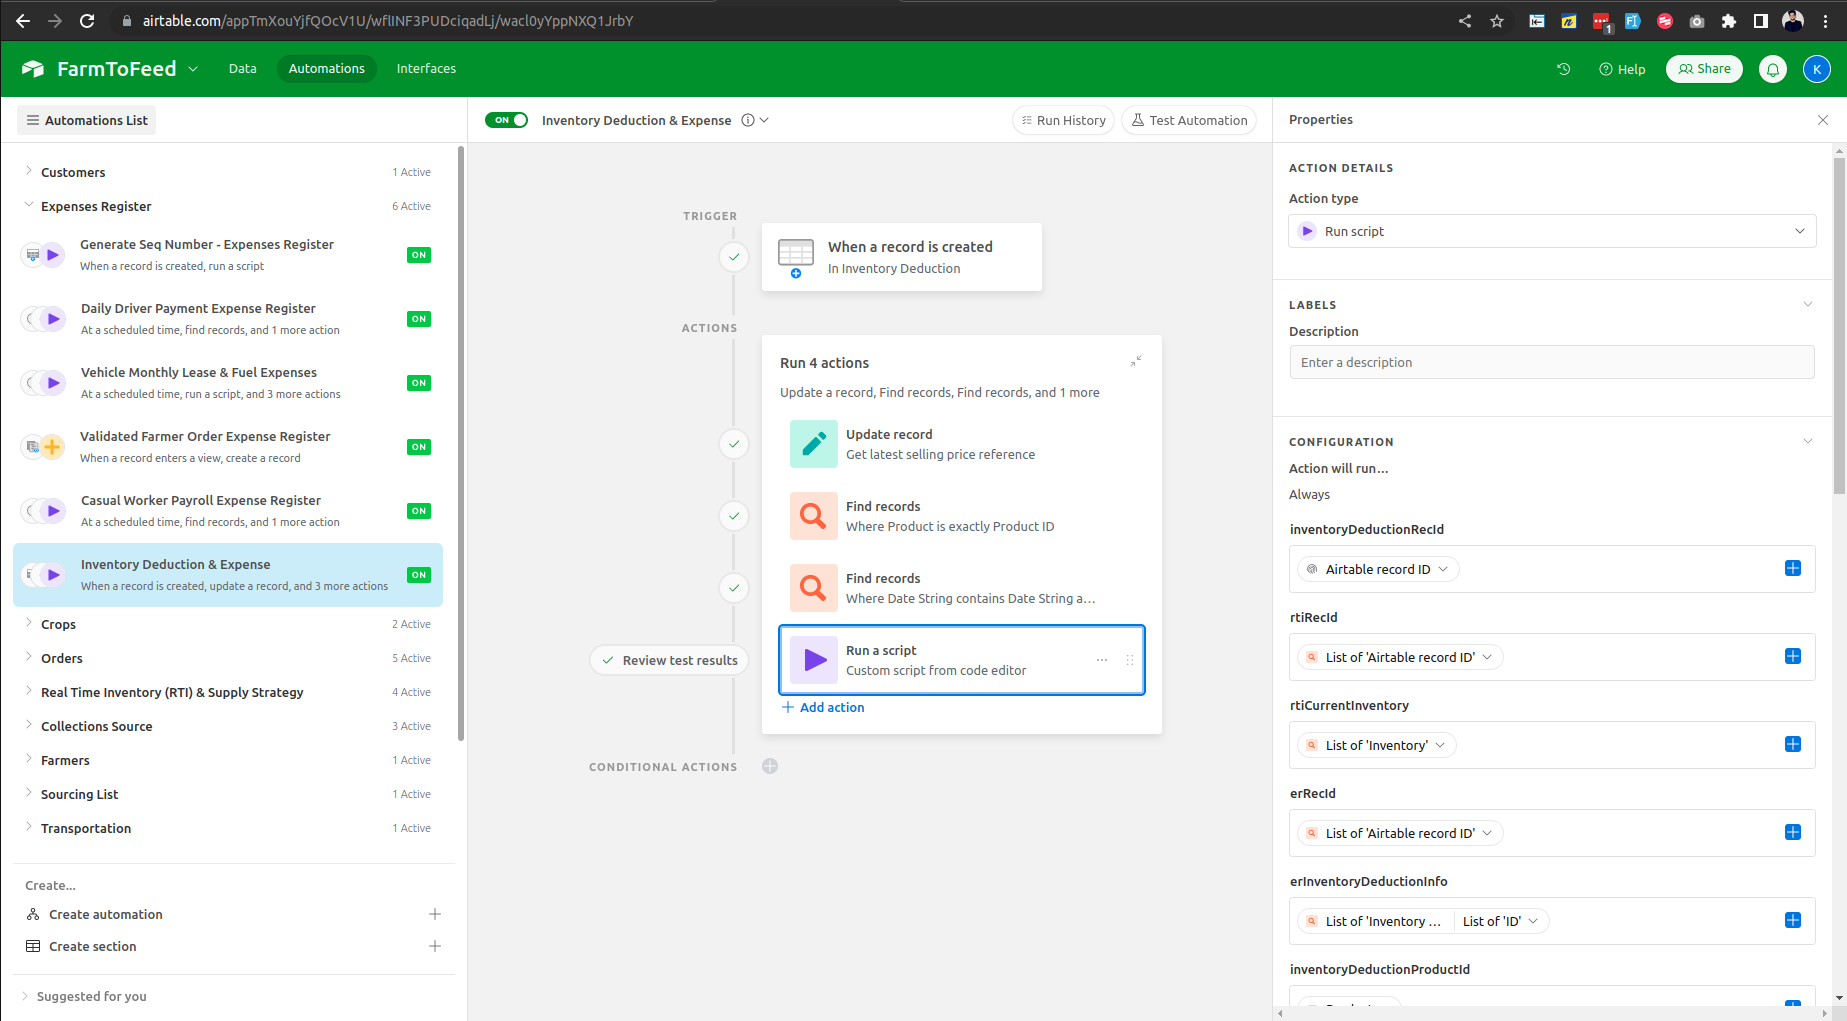 airtable.com/appTmXouYjfQOcV1U/wflINF3PUDciqadLj/wacl0yYppNXQ1JrbY
1
FarmToFeed
Data
Automations
Interfaces
Help
Share
K
Automations List
ON
Inventory Deduction & Expense
Run History
Test Automation
Properties
Customers
1 Active
Expenses Register
6 Active
Generate Seq Number - Expenses Register
When a record is created, run a script
ON
Daily Driver Payment Expense Register
At a scheduled time, find records, and 1 more action
ON
Vehicle Monthly Lease & Fuel Expenses
At a scheduled time, run a script, and 3 more actions
ON
Validated Farmer Order Expense Register
When a record enters a view, create a record
ON
Casual Worker Payroll Expense Register
At a scheduled time, find records, and 1 more action
ON
Inventory Deduction & Expense
When a record is created, update a record, and 3 more actions
ON
Crops
2 Active
Orders
5 Active
Real Time Inventory (RTI) & Supply Strategy
4 Active
Collections Source
3 Active
Farmers
1 Active
Sourcing List
1 Active
Transportation
1 Active
Create...
Create automation
Create section
Suggested for you
TRIGGER
When a record is created
In Inventory Deduction
ACTIONS
Run 4 actions
Update a record, Find records, Find records, and 1 more
Update record
Get latest selling price reference
Find records
Where Product is exactly Product ID
Find records
Where Date String contains Date String a...
Review test results
Run a script
Custom script from code editor
Add action
CONDITIONAL ACTIONS
ACTION DETAILS
Action type
Run script
LABELS
Description
Enter a description
CONFIGURATION
Action will run...
Always
inventoryDeductionRecId
Airtable record ID
rtiRecId
List of 'Airtable record ID'
rtiCurrentInventory
List of 'Inventory'
erRecId
List of 'Airtable record ID'
erInventoryDeductionInfo
List of 'Inventory ...
List of 'ID'
inventoryDeductionProductId